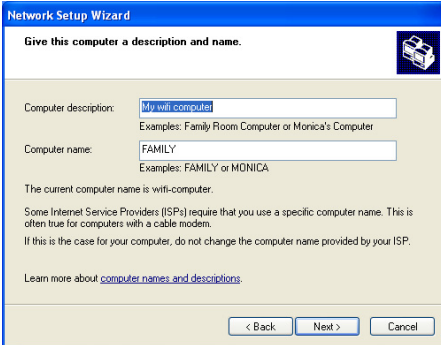 Network Setup Wizard
Give this computer a description and name.
Computer description: My wifi computer
Examples: Family Room Computer or Monica's Computer
Computer name: FAMILY
Examples: FAMILY or MONICA
The current computer name is wifi-computer.
Some Internet Service Providers (ISPs) require that you use a specific computer name. This is
often true for computers with a cable modem.
If this is the case for your computer, do not change the computer name provided by your ISP.
Learn more about computer names and descriptions.
< Back Next > Cancel